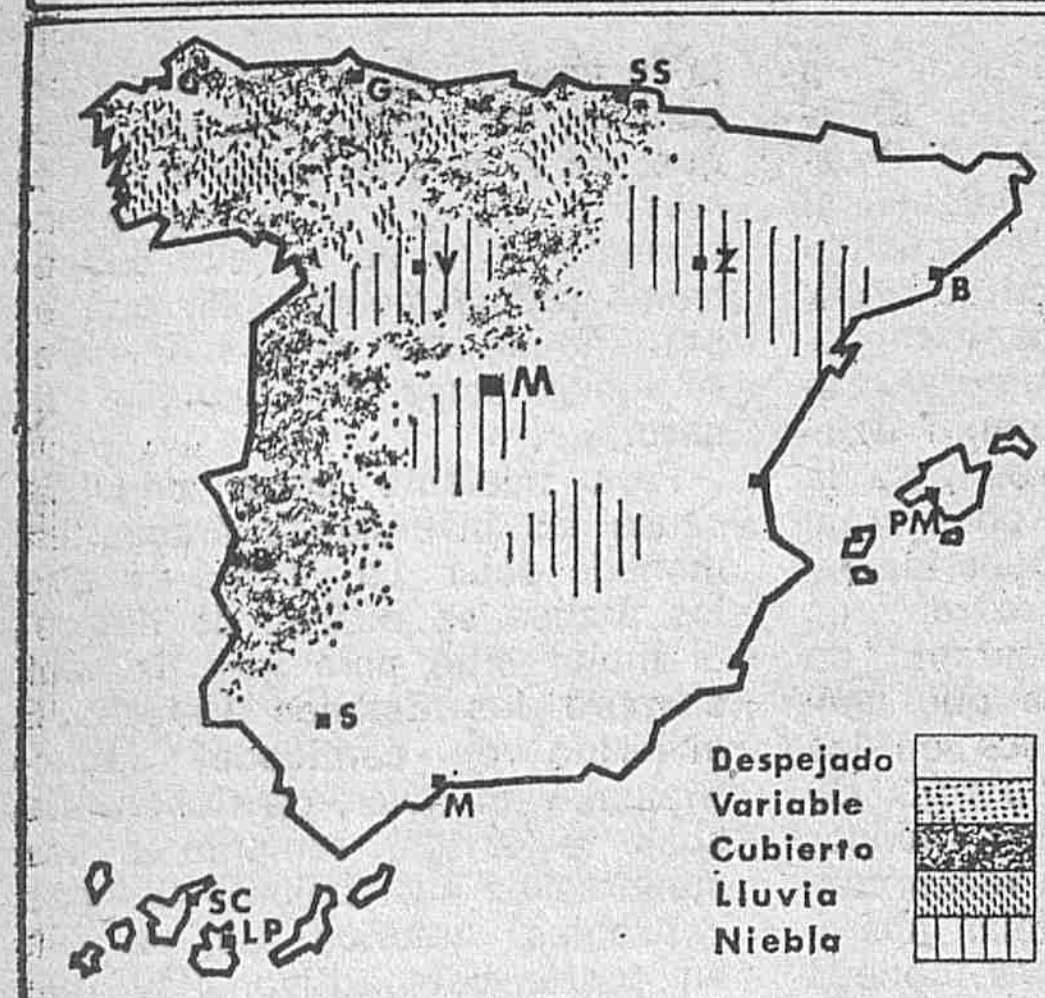 C
G
SS
V
Z
B
M
PM
S
M
SC
LP
Despejado
Variable
Cubierto
Lluvia
Niebla